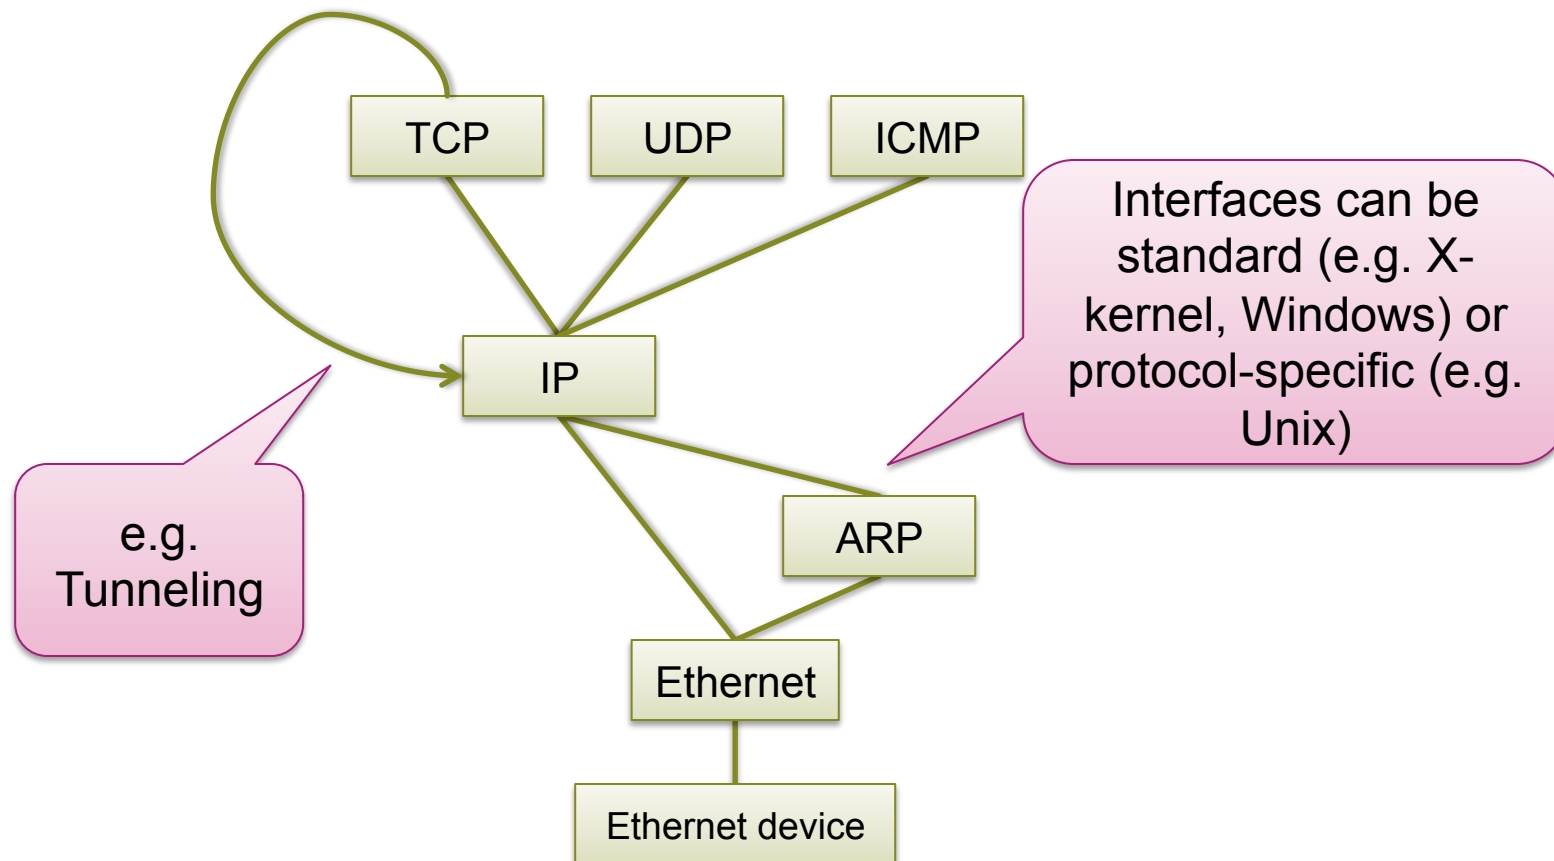 TCP
UDP
ICMP
Interfaces can be
standard (e.g. X-
kernel, Windows) or
protocol-specific (e.g.
Unix)
IP
e.g.
Tunneling
ARP
Ethernet
Ethernet device